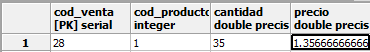 cod_venta cod_producto cantidad precio
[PK] serial integer double precis double precis
1 28 1 35 1.35666666666